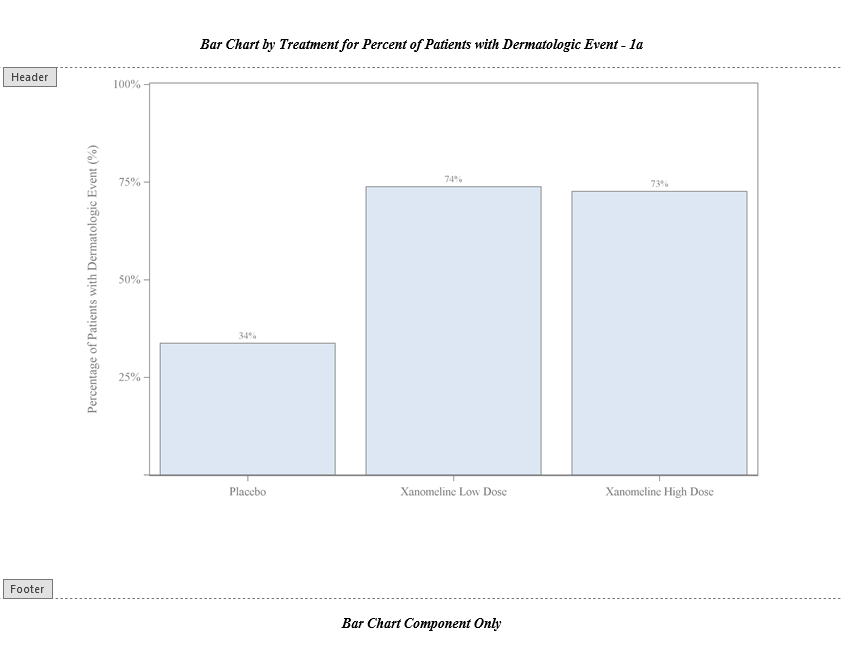 Bar Chart by Treatment for Percent of Patients with Dermatologic Event - 1a
Header
100%
75%
50%
25%
Percentage of Patients with Dermatologic Event (%)
34%
74%
73%
Placebo
Xanomeline Low Dose
Xanomeline High Dose
Footer
Bar Chart Component Only